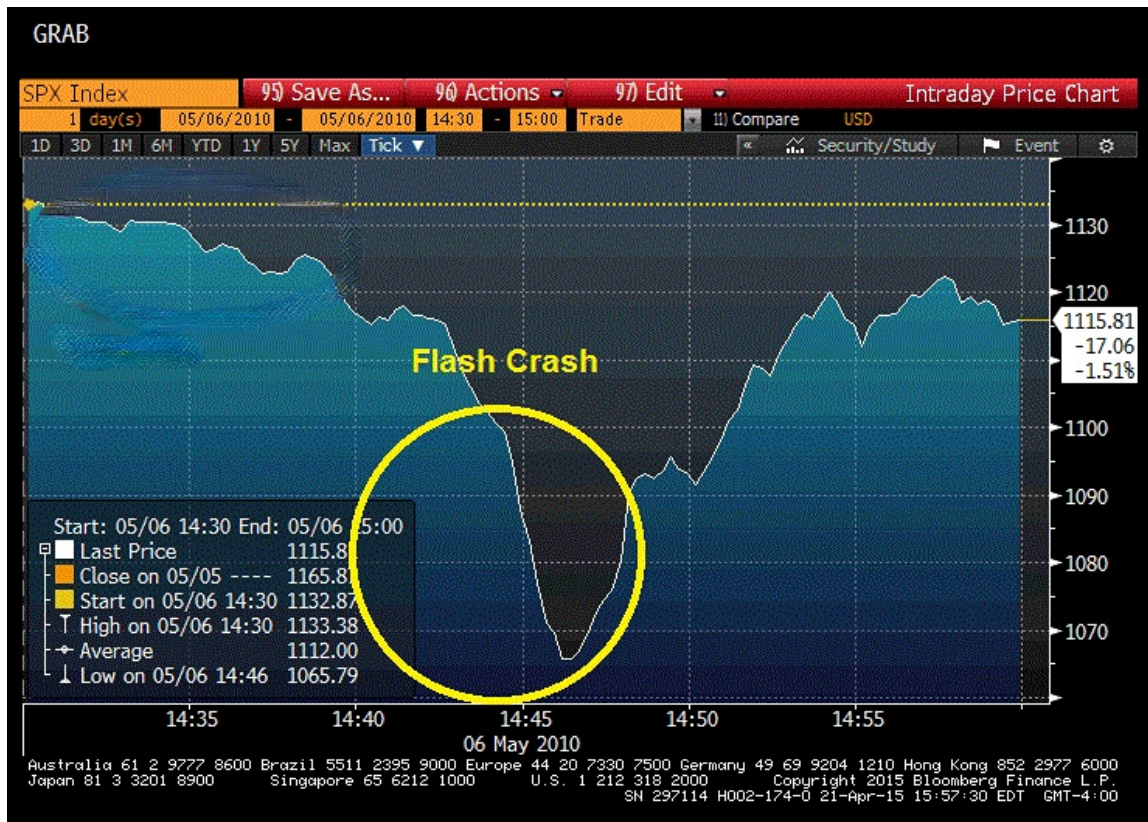 GRAB
SPX Index 95) Save As... 96) Actions 97) Edit Intraday Price Chart
1 day(s) 05/06/2010 - 05/06/2010 14:30 - 15:00 Trade 11) Compare USD
1D 3D 1M 6M YTD 1Y 5Y Max Tick ▼ « Security/Study Event
1130
1120
1115.81
-17.06
-1.51%
Flash Crash
1100
1090
1080
1070
Start: 05/06 14:30 End: 05/06 15:00
Last Price 1115.81
Close on 05/05 ---- 1165.87
Start on 05/06 14:30 1132.87
High on 05/06 14:30 1133.38
Average 1112.00
Low on 05/06 14:46 1065.79
14:35 14:40 14:45 14:50 14:55
06 May 2010
Australia 61 2 9777 8600 Brazil 5511 2395 9000 Europe 44 20 7330 7500 Germany 49 69 9204 1210 Hong Kong 852 2977 6000
Japan 81 3 3201 8900 Singapore 65 6212 1000 U.S. 1 212 318 2000 Copyright 2015 Bloomberg Finance L.P.
SN 297114 H002-174-0 21-Apr-15 15:57:30 EDT GMT-4:00